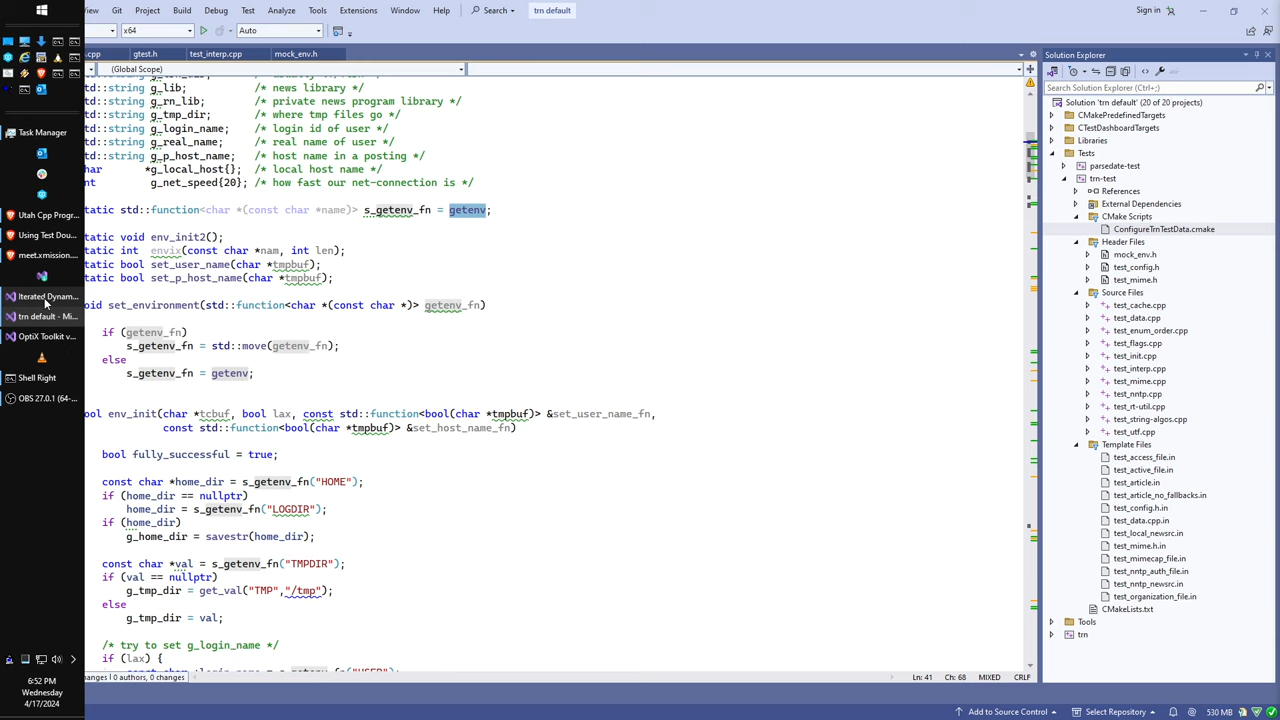 View Git Project Build Debug Test Analyze Tools Extensions Window Help Search trn default Sign in
x64 Auto
.cpp gtest.h test_interp.cpp mock_env.h
(Global Scope)
std::string g_lib; /* news library */
std::string g_rn_lib; /* private news program library */
std::string g_tmp_dir; /* where tmp files go */
std::string g_login_name; /* login id of user */
std::string g_real_name; /* real name of user */
std::string g_p_host_name; /* host name in a posting */
char *g_local_host{}; /* local host name */
int g_net_speed{20}; /* how fast our net-connection is */
static std::function<char *(const char *name)> s_getenv_fn = getenv;
static void env_init2();
static int envix(const char *nam, int len);
static bool set_user_name(char *tmpbuf);
static bool set_p_host_name(char *tmpbuf);
void set_environment(std::function<char *(const char *)> getenv_fn)
if (getenv_fn)
s_getenv_fn = std::move(getenv_fn);
else
s_getenv_fn = getenv;
bool env_init(char *tcbuf, bool lax, const std::function<bool(char *tmpbuf)> &set_user_name_fn,
const std::function<bool(char *tmpbuf)> &set_host_name_fn)
bool fully_successful = true;
const char *home_dir = s_getenv_fn("HOME");
if (home_dir == nullptr)
home_dir = s_getenv_fn("LOGDIR");
if (home_dir)
g_home_dir = savestr(home_dir);
const char *val = s_getenv_fn("TMPDIR");
if (val == nullptr)
g_tmp_dir = get_val("TMP","/tmp");
else
g_tmp_dir = val;
/* try to set g_login_name */
if (lax) {
hanges | 0 authors, 0 changes
Ln: 41 Ch: 68 MIXED CRLF
Solution Explorer
Search Solution Explorer (Ctrl+;)
Solution 'trn default' (20 of 20 projects)
CMakePredefinedTargets
CTestDashboardTargets
Libraries
Tests
parsedate-test
trn-test
References
External Dependencies
CMake Scripts
ConfigureTrnTestData.cmake
Header Files
mock_env.h
test_config.h
test_mime.h
Source Files
test_cache.cpp
test_data.cpp
test_enum_order.cpp
test_flags.cpp
test_init.cpp
test_interp.cpp
test_mime.cpp
test_nntp.cpp
test_rt-util.cpp
test_string-algos.cpp
test_utf.cpp
Template Files
test_access_file.in
test_active_file.in
test_article.in
test_article_no_fallbacks.in
test_config.h.in
test_data.cpp.in
test_local_newsrc.in
test_mime.h.in
test_mimecap_file.in
test_nntp_auth_file.in
test_nntp_newsrc.in
test_organization_file.in
CMakeLists.txt
Tools
trn
Add to Source Control Select Repository 530 MB
Task Manager
Utah Cpp Progr...
Using Test Dou...
meet.xmission....
Iterated Dynam...
trn default - Mi...
OptiX Toolkit v...
Shell Right
OBS 27.0.1 (64-...
6:52 PM
Wednesday
4/17/2024